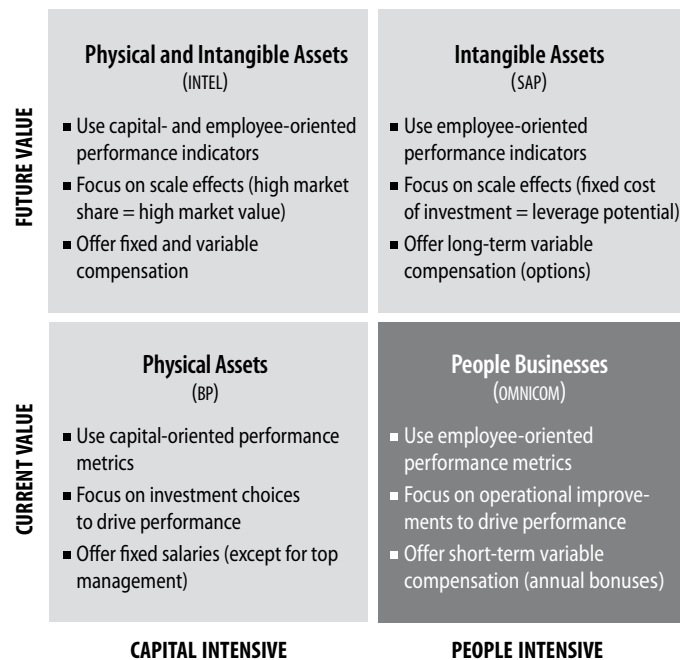 FUTURE VALUE
Physical and Intangible Assets
(INTEL)
■ Use capital- and employee-oriented
performance indicators
■ Focus on scale effects (high market
share = high market value)
■ Offer fixed and variable
compensation
Intangible Assets
(SAP)
■ Use employee-oriented
performance indicators
■ Focus on scale effects (fixed cost
of investment = leverage potential)
■ Offer long-term variable
compensation (options)
CURRENT VALUE
Physical Assets
(BP)
■ Use capital-oriented performance
metrics
■ Focus on investment choices
to drive performance
■ Offer fixed salaries (except for top
management)
People Businesses
(OMNICOM)
■ Use employee-oriented
performance metrics
■ Focus on operational improve-
ments to drive performance
■ Offer short-term variable
compensation (annual bonuses)
CAPITAL INTENSIVE
PEOPLE INTENSIVE